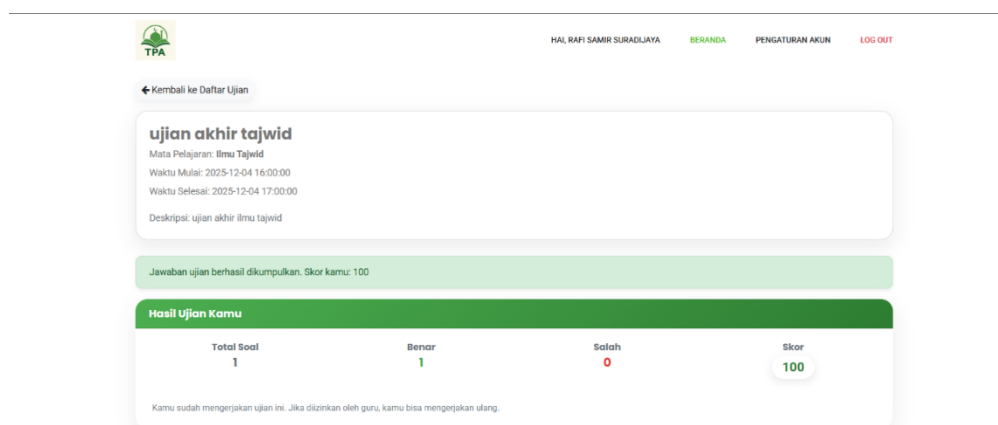 TPA
HAI, RAFI SAMIR SURADIJAYA BERANDA PENGATURAN AKUN LOG OUT
Kembali ke Daftar Ujian
ujian akhir tajwid
Mata Pelajaran: Ilmu Tajwid
Waktu Mulai: 2025-12-04 16:00:00
Waktu Selesai: 2025-12-04 17:00:00
Deskripsi: ujian akhir ilmu tajwid
Jawaban ujian berhasil dikumpulkan. Skor kamu: 100
Hasil Ujian Kamu
Total Soal Benar Salah Skor
1 1 0 100
Kamu sudah mengerjakan ujian ini. Jika diizinkan oleh guru, kamu bisa mengerjakan ulang.